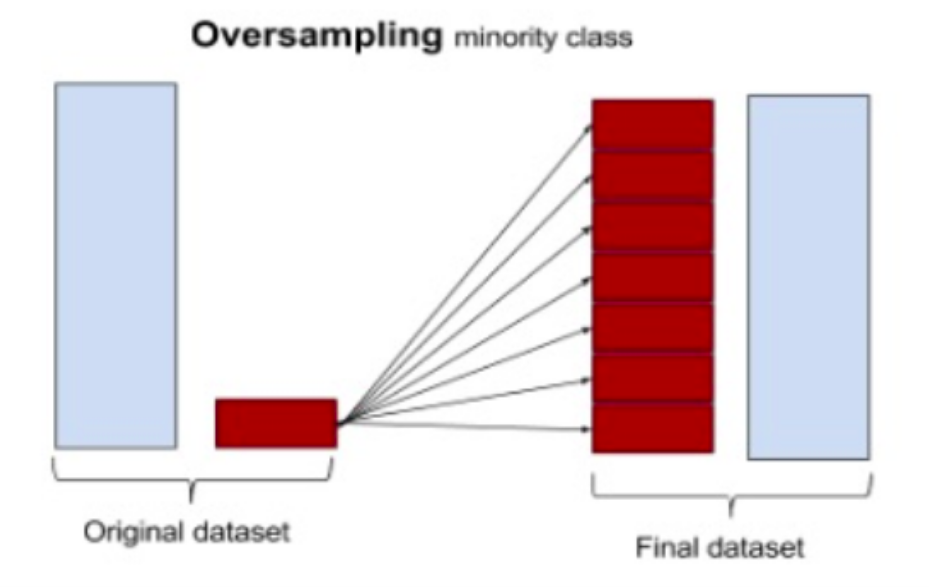 Oversampling minority class
Original dataset
Final dataset